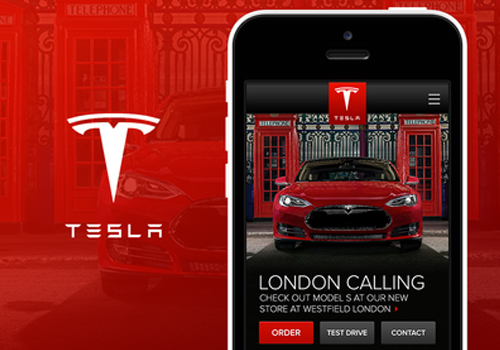 TELEPHONE
TELEPHONE
TESLA
TESLA
TELEPHONE
TELEPHONE
LONDON CALLING
CHECK OUT MODEL S AT OUR NEW
STORE AT WESTFIELD LONDON
ORDER
TEST DRIVE
CONTACT